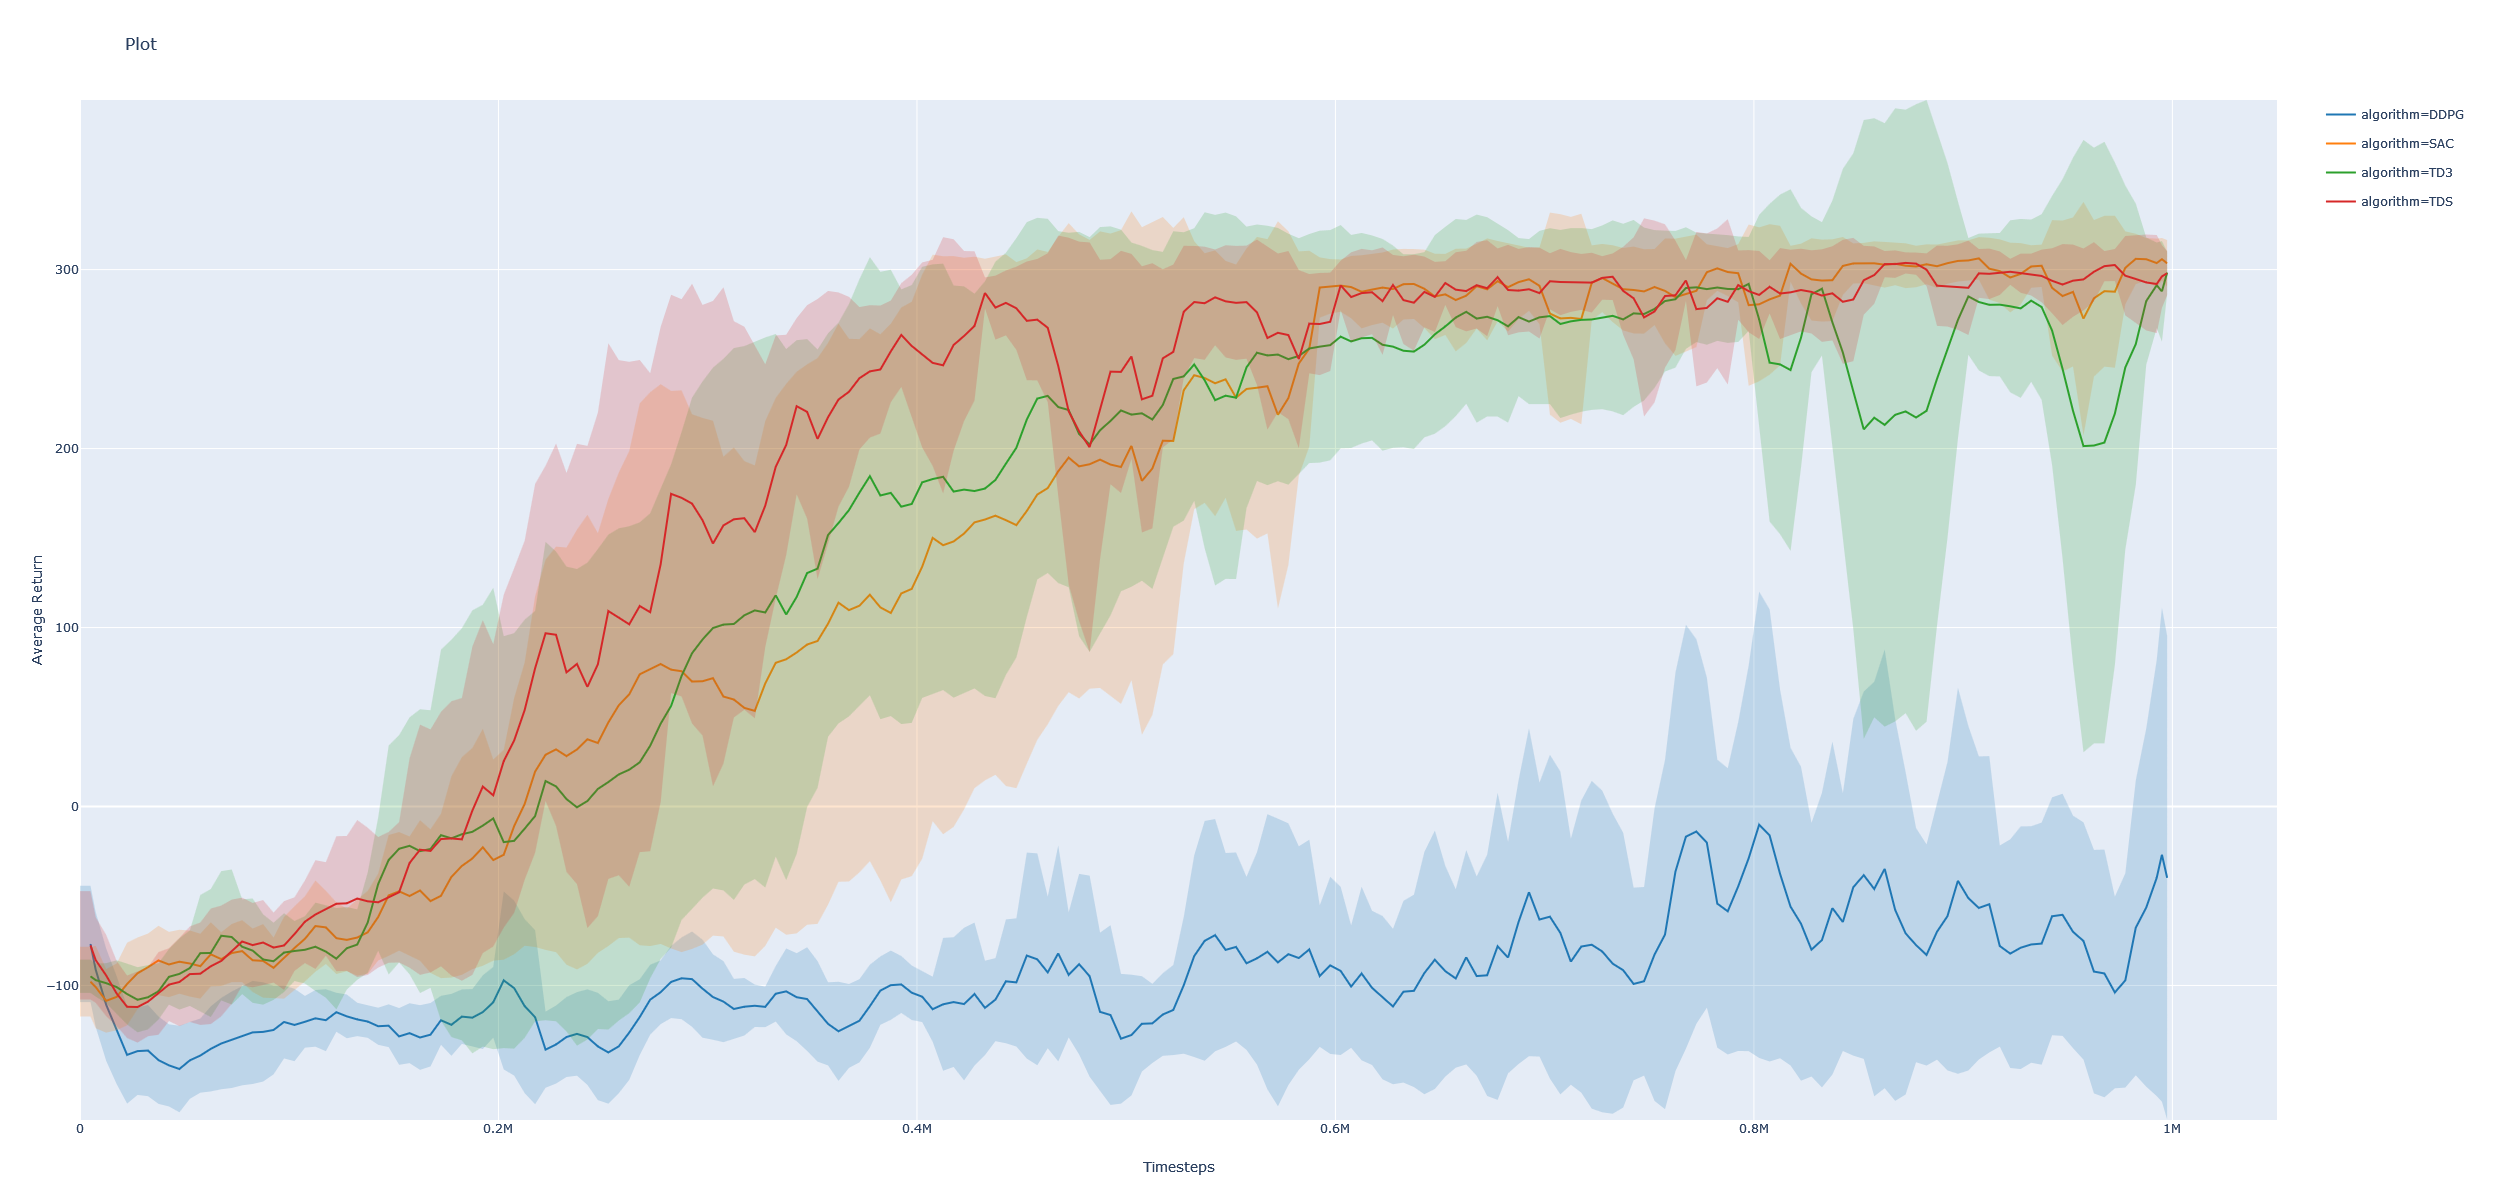 Plot
algorithm=DDPG
algorithm=SAC
algorithm=TD3
algorithm=TDS
Average Return
300
200
100
0
−100
0
0.2M
0.4M
0.6M
0.8M
1M
Timesteps